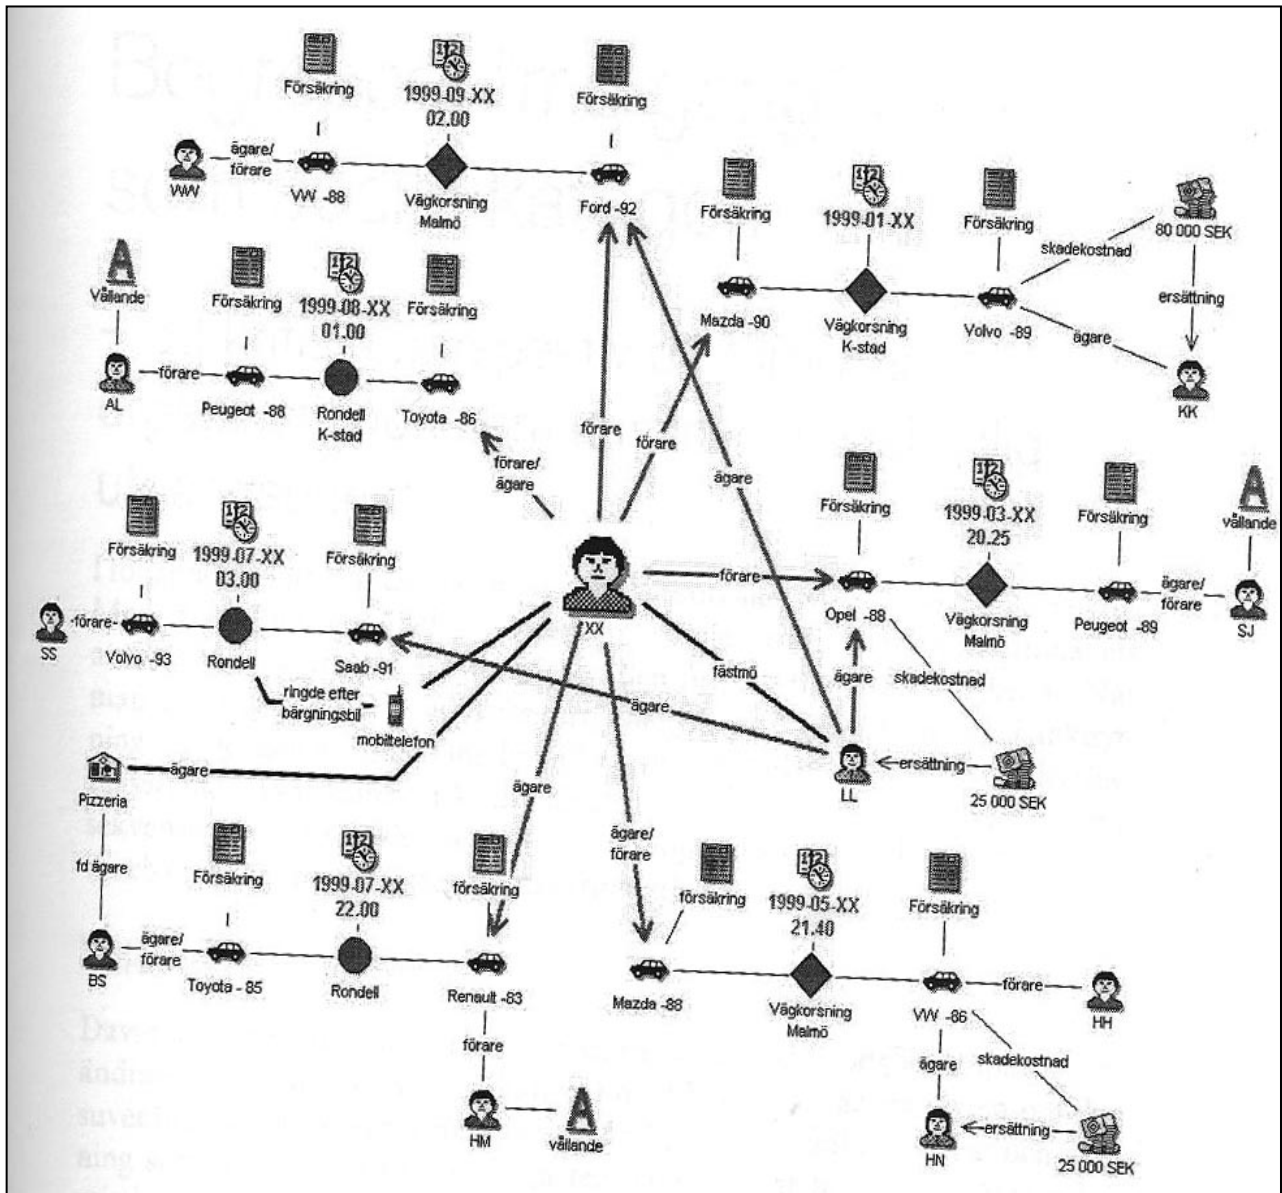 Försäkring
1999-09-XX
02.00
Försäkring
ägare/
förare
WW
VW -88
Vägkorsning
Malmö
Ford -92
Försäkring
1999-01-XX
Försäkring
80 000 SEK
skadekostnad
ersättning
Mazda -90
Vägkorsning
K-stad
Volvo -89
ägare
KK
A
Vållande
Försäkring
1999-08-XX
01.00
Försäkring
förare
AL
Peugeot -88
Rondell
K-stad
Toyota -86
förare/
ägare
förare
förare
ägare
Försäkring
1999-03-XX
20.25
Försäkring
A
vållande
förare
Opel -88
Vägkorsning
Malmö
Peugeot -89
ägare/
förare
SJ
Försäkring
1999-07-XX
03.00
Försäkring
förare
SS
Volvo -93
Rondell
Saab -91
XX
ringde efter
bärgningsbil
mobiltelefon
fästmö
ägare
ägare
skadekostnad
ersättning
LL
25 000 SEK
ägare
Pizzeria
fd ägare
ägare
ägare/
förare
Försäkring
1999-07-XX
22.00
försäkring
ägare/
förare
BS
Toyota - 85
Rondell
Renault -83
förare
HM
A
vållande
försäkring
1999-05-XX
21.40
Försäkring
Mazda -88
Vägkorsning
Malmö
VW -86
förare
HH
ägare
skadekostnad
HN
ersättning
25 000 SEK